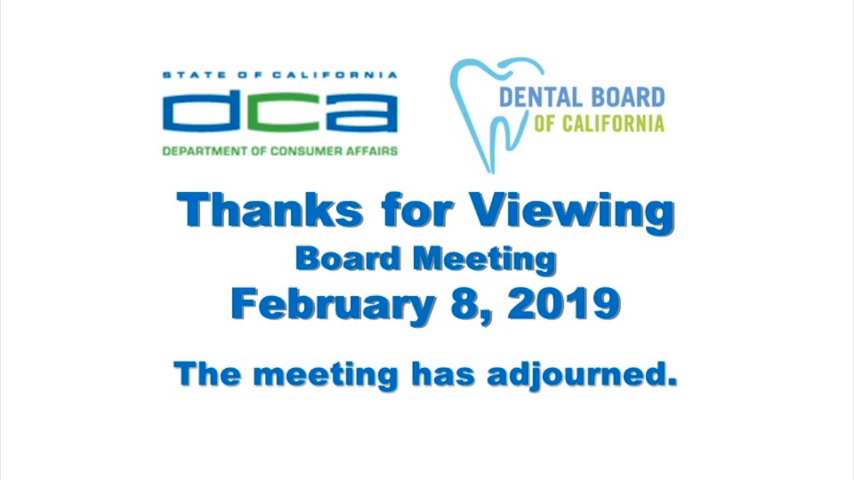 STATE OF CALIFORNIA
dca
DEPARTMENT OF CONSUMER AFFAIRS
DENTAL BOARD
OF CALIFORNIA
Thanks for Viewing
Board Meeting
February 8, 2019
The meeting has adjourned.